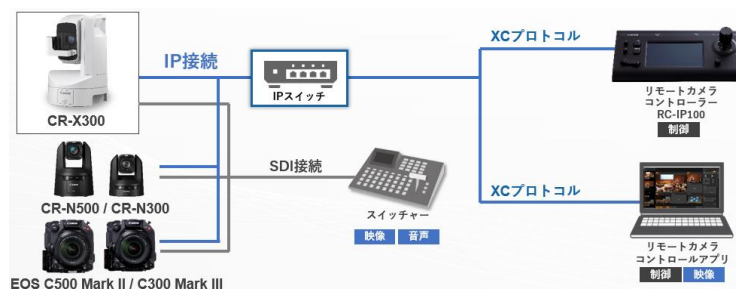 IP接続
XCプロトコル
IPスイッチ
CR-X300
リモートカメラ
コントローラー
RC-IP100
制御
SDI接続
CR-N500 / CR-N300
XCプロトコル
スイッチャー
映像 音声
EOS C500 Mark II / C300 Mark III
リモートカメラ
コントロールアプリ
制御 映像